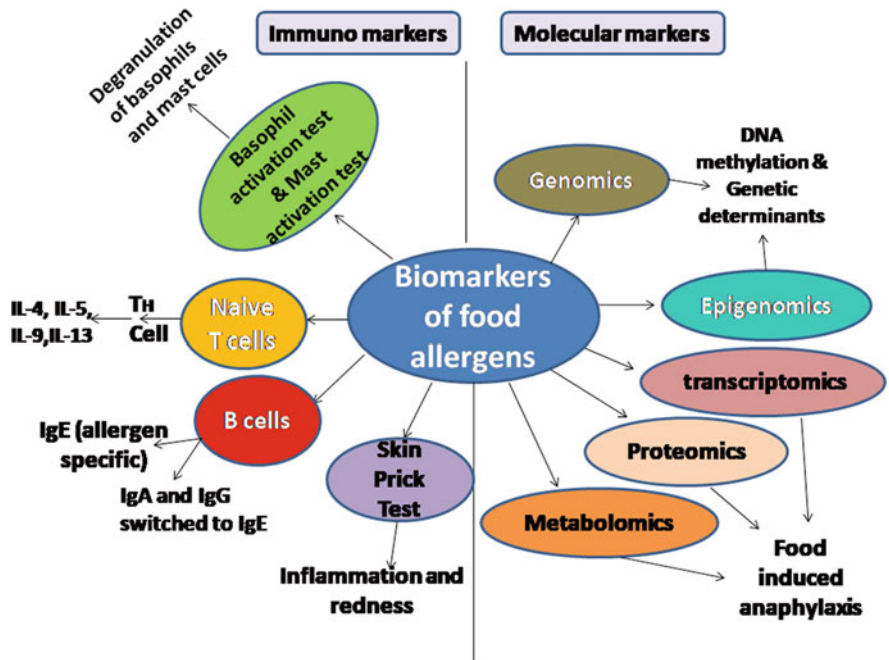 Immuno markers
Molecular markers
Degranulation
of basophils
and mast cells
Basophil
activation test
& Mast
activation test
Genomics
DNA
methylation &
Genetic
determinants
Biomarkers
of food
allergens
Epigenomics
IL-4, IL-5,
IL-9,IL-13
TH
Cell
Naive
T cells
transcriptomics
B cells
IgE (allergen
specific)
IgA and IgG
switched to IgE
Skin
Prick
Test
Proteomics
Metabolomics
Inflammation and
redness
Food
induced
anaphylaxis